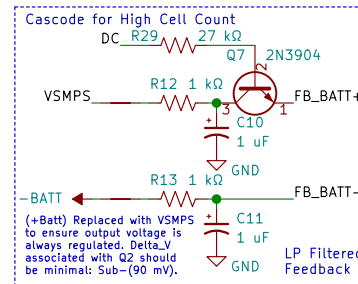 Cascode for High Cell Count
DC
R29 27 kΩ
Q7 2N3904
2
VSMPS
R12 1 kΩ
3
1
FB_BATT+
+
C10
1 uF
GND
-BATT
R13 1 kΩ
FB_BATT-
+
C11
1 uF
GND
(+Batt) Replaced with VSMPS
to ensure output voltage is
always regulated. Delta_V
associated with Q2 should
be minimal: Sub-(90 mV).
LP Filtered
Feedback